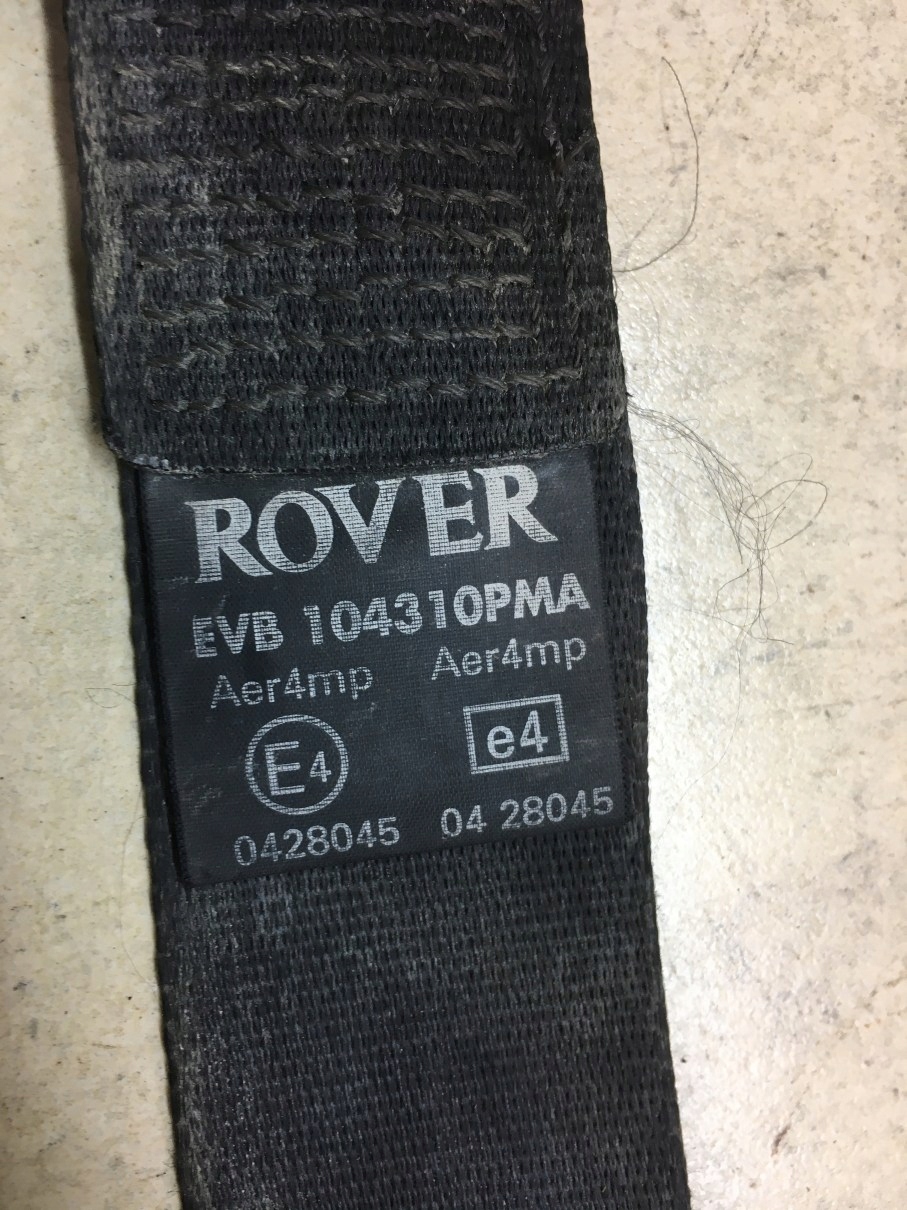 ROVER
EVB 104310PMA
Aer4mp Aer4mp
E4 e4
0428045 04 28045